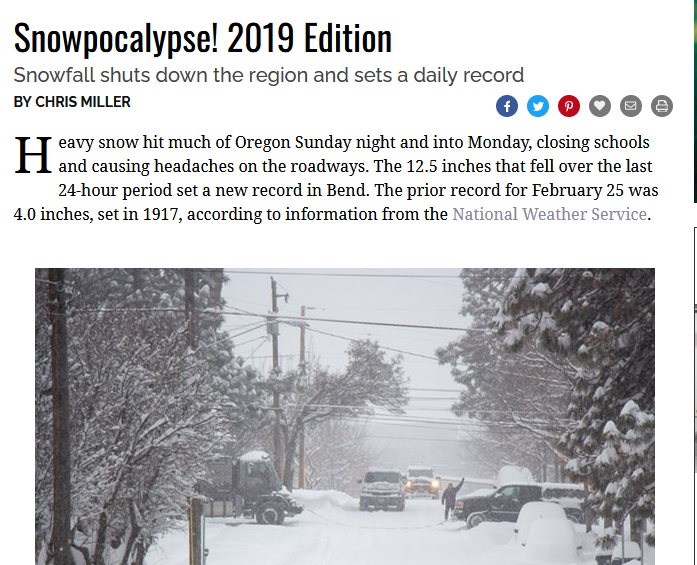 Snowpocalypse! 2019 Edition
Snowfall shuts down the region and sets a daily record
BY CHRIS MILLER
Heavy snow hit much of Oregon Sunday night and into Monday, closing schools
and causing headaches on the roadways. The 12.5 inches that fell over the last
24-hour period set a new record in Bend. The prior record for February 25 was
4.0 inches, set in 1917, according to information from the National Weather Service.